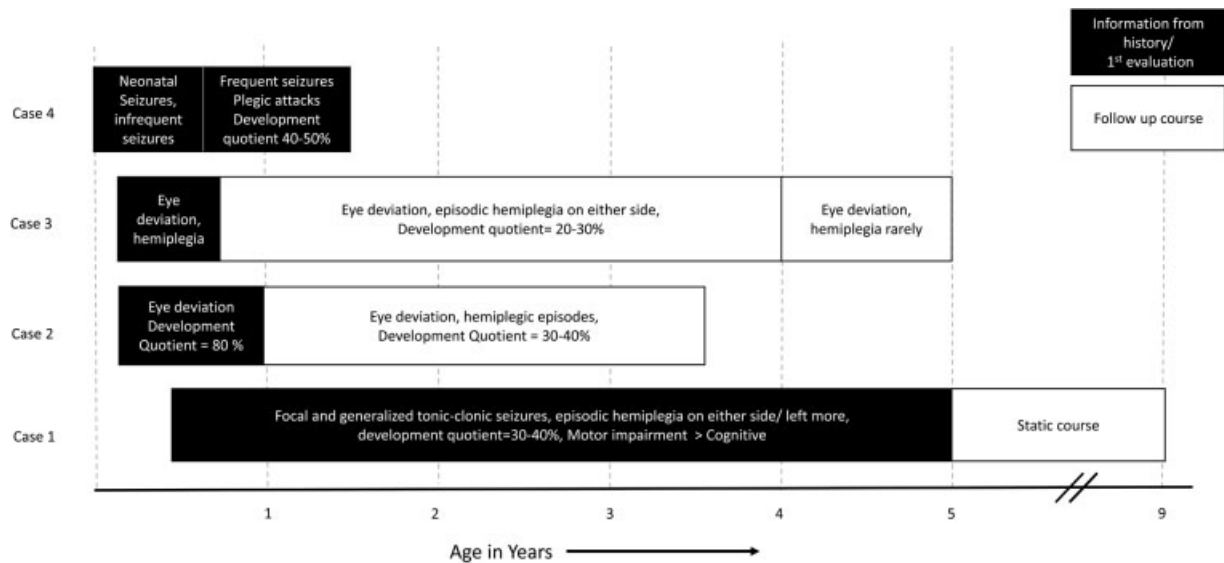 Information from
history/
1st evaluation
Follow up course
Case 4
Neonatal
Seizures,
infrequent
seizures
Frequent seizures
Plegic attacks
Development
quotient 40-50%
Case 3
Eye
deviation,
hemiplegia
Eye deviation, episodic hemiplegia on either side,
Development quotient= 20-30%
Eye deviation,
hemiplegia rarely
Case 2
Eye deviation
Development
Quotient = 80 %
Eye deviation, hemiplegic episodes,
Development Quotient = 30-40%
Case 1
Focal and generalized tonic-clonic seizures, episodic hemiplegia on either side/ left more,
development quotient=30-40%, Motor impairment > Cognitive
Static course
1 2 3 4 5 9
Age in Years